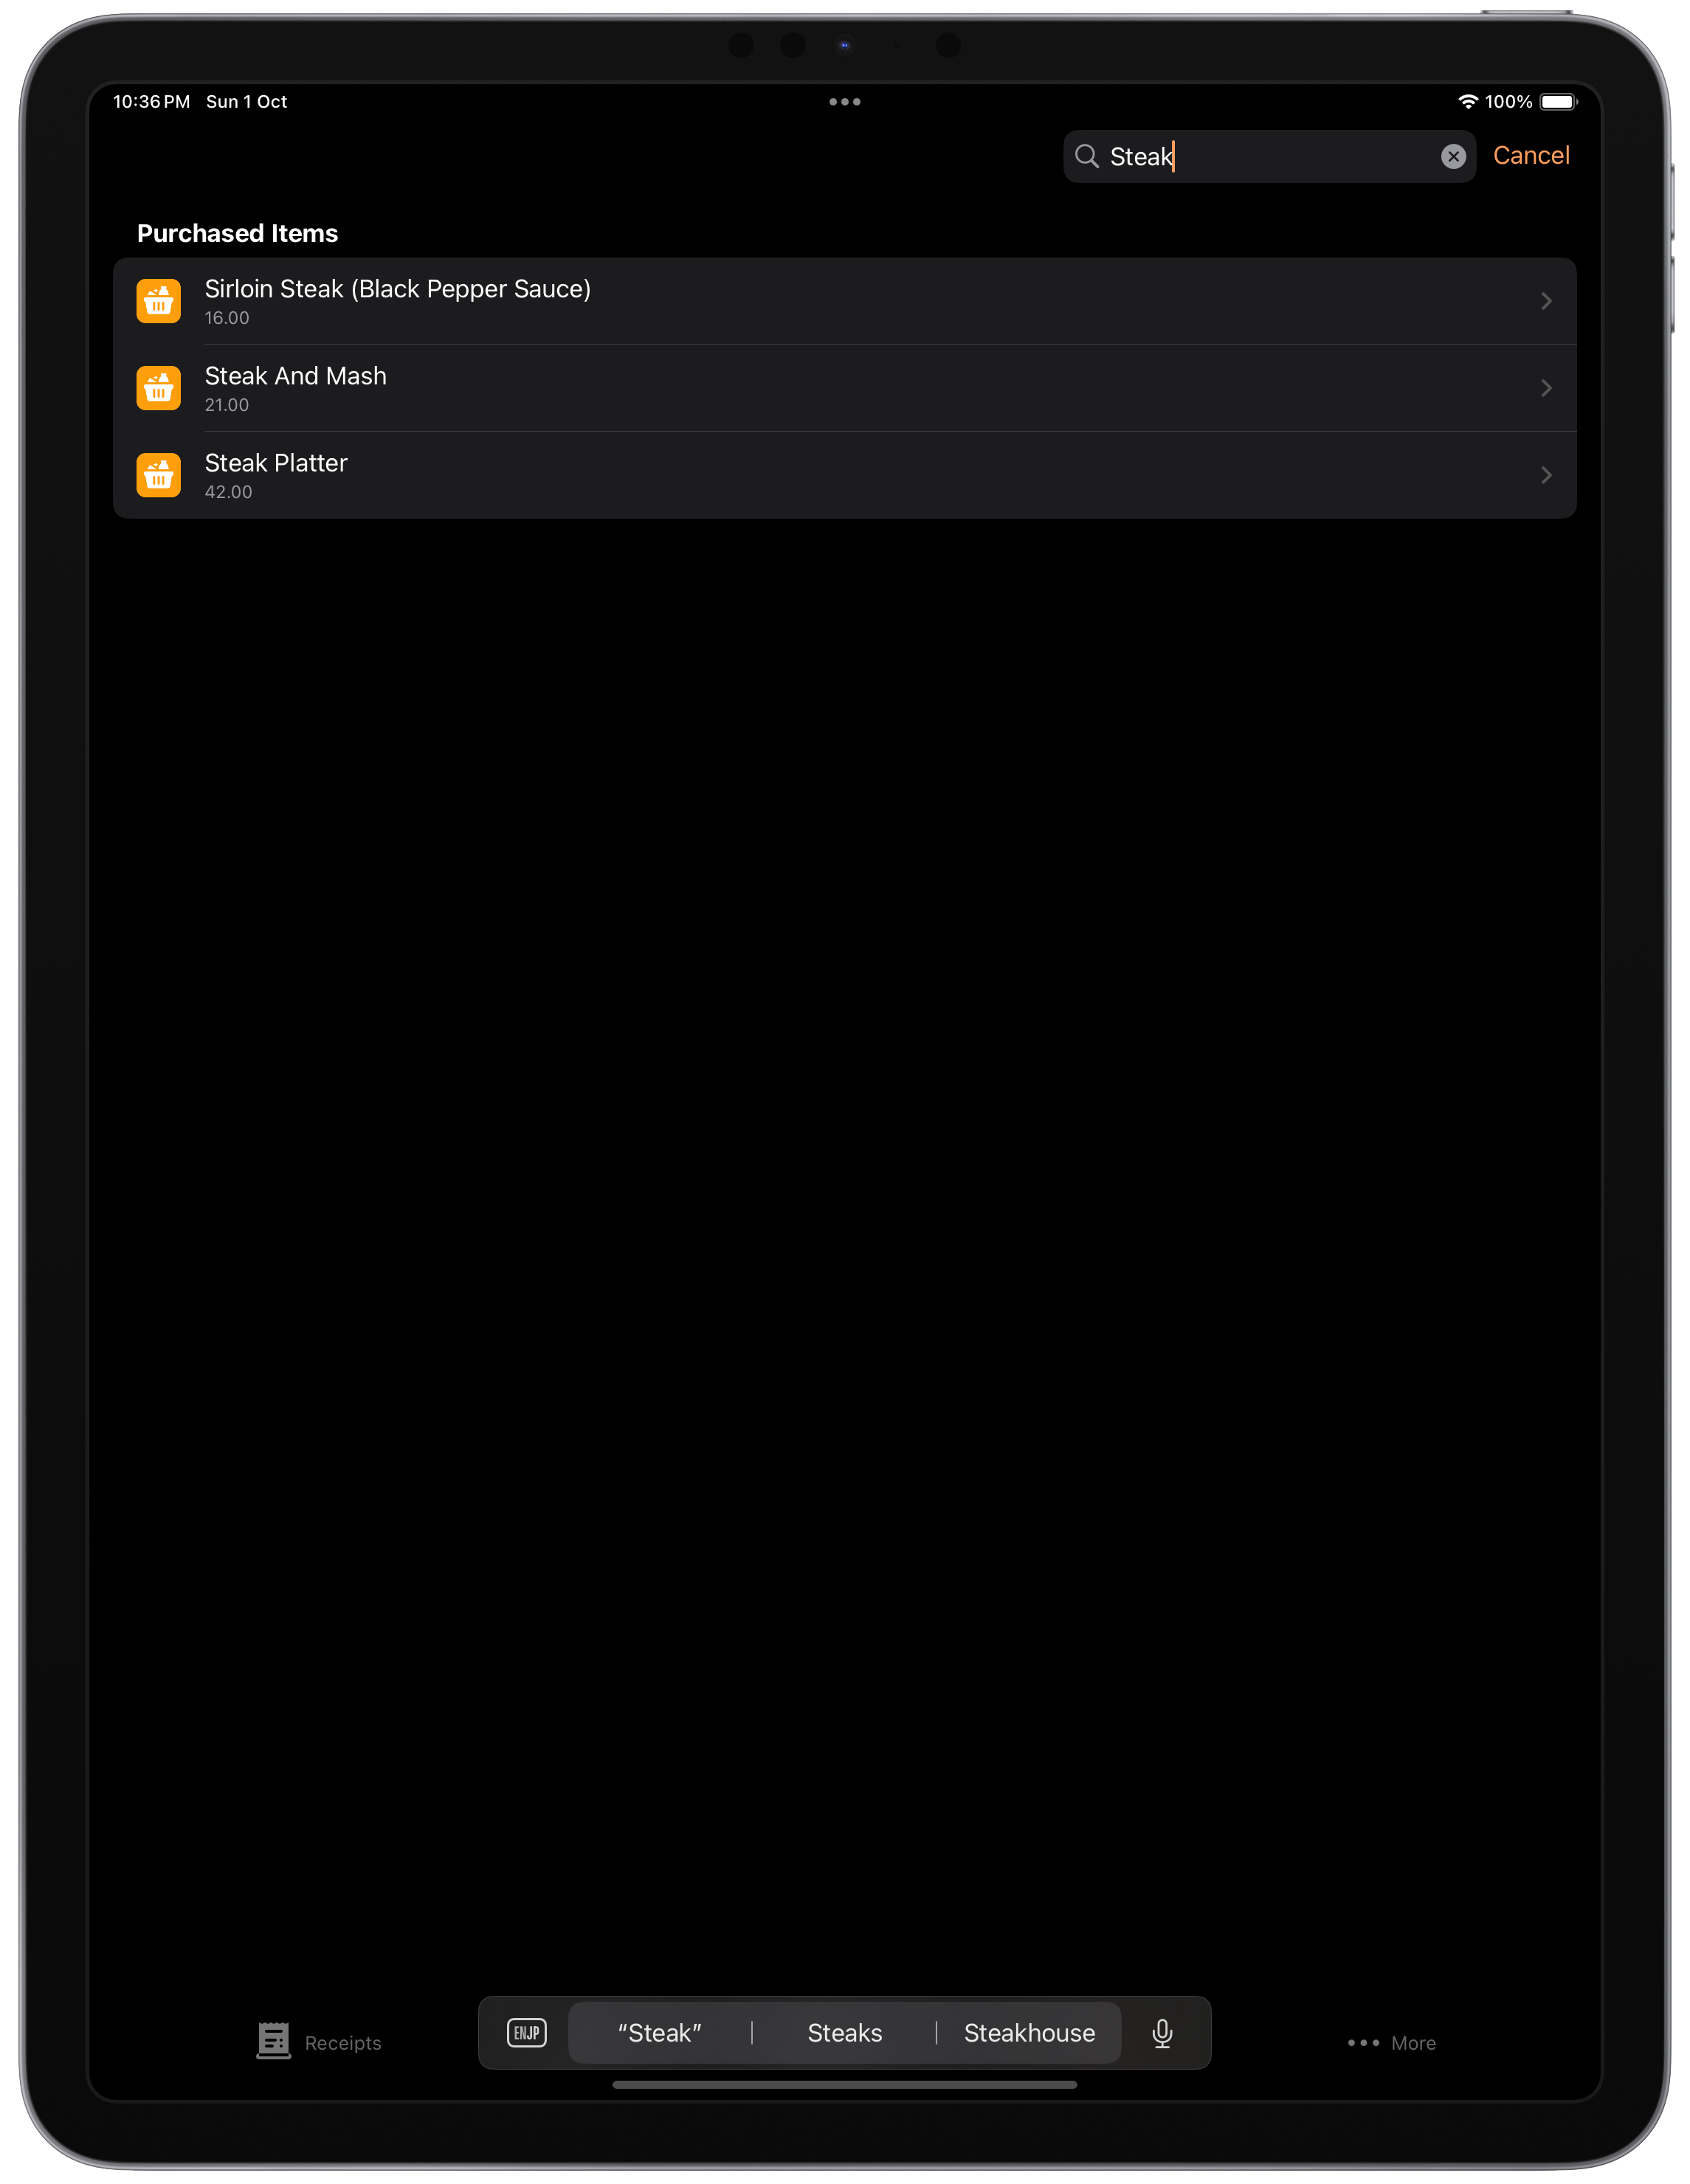 10:36 PM Sun 1 Oct
100%
Steak
Cancel
Purchased Items
Sirloin Steak (Black Pepper Sauce)
16.00
Steak And Mash
21.00
Steak Platter
42.00
Receipts
ENJP
“Steak”
Steaks
Steakhouse
More